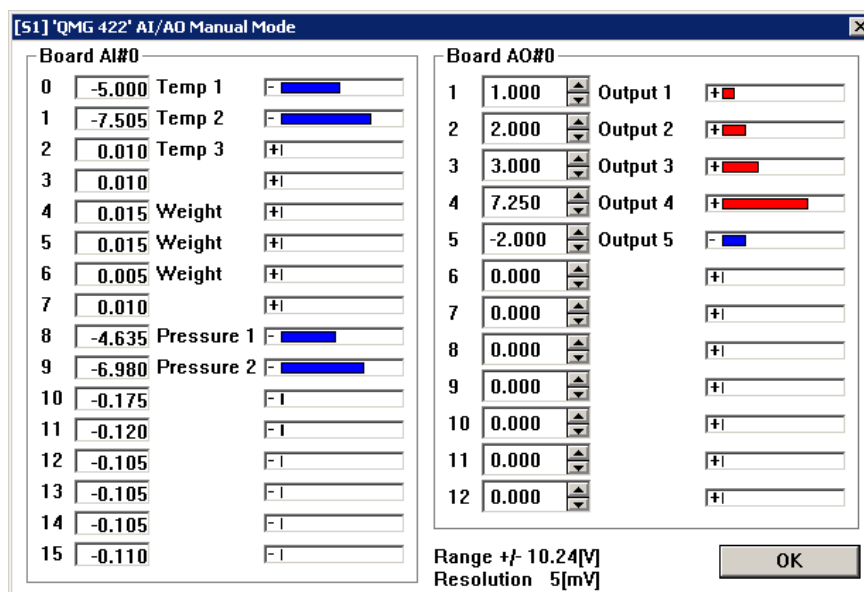 [S1] 'QMG 422' AI/AO Manual Mode
Board AI#0
0 -5.000 Temp 1 -
1 -7.505 Temp 2 -
2 0.010 Temp 3 +
3 0.010 +
4 0.015 Weight +
5 0.015 Weight +
6 0.005 Weight +
7 0.010 +
8 -4.635 Pressure 1 -
9 -6.980 Pressure 2 -
10 -0.175 -
11 -0.120 -
12 -0.105 -
13 -0.105 -
14 -0.105 -
15 -0.110 -
Board AO#0
1 1.000 Output 1 +
2 2.000 Output 2 +
3 3.000 Output 3 +
4 7.250 Output 4 +
5 -2.000 Output 5 -
6 0.000 +
7 0.000 +
8 0.000 +
9 0.000 +
10 0.000 +
11 0.000 +
12 0.000 +
Range +/- 10.24[V]
Resolution 5[mV]
OK